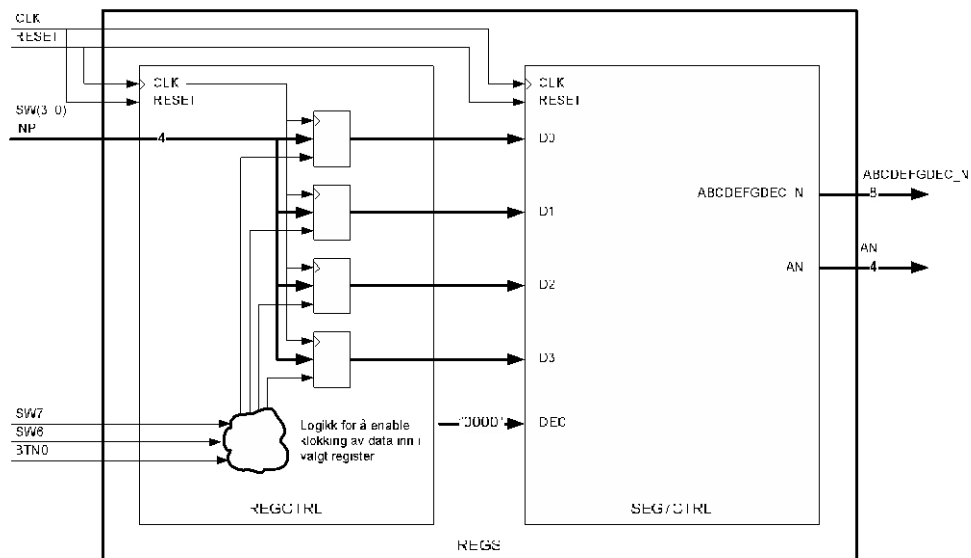 CLK
RESET
CLK
RESET
SW(3 0)
INP
4
CLK
RESET
D0
D1
ABCDEFGDEC_N
8
ABCDEFGDEC_N
AN
4
AN
D2
D3
SW7
SW6
BTN0
Logikk for å enable
klokking av data inn i
valgt register
"0000"
DEC
REGCTRL
SEG7CTRL
REGS